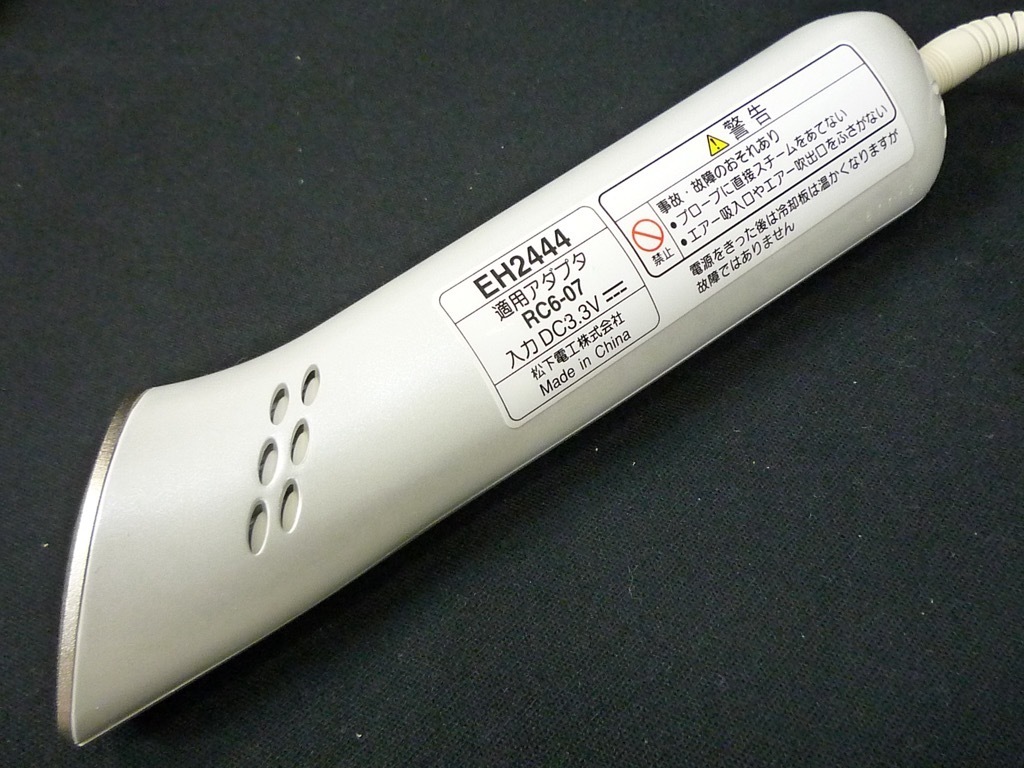 EH2444
適用アダプタ
RC6-07
入力 DC3.3V
松下電工株式会社
Made in China
警告
事故・故障のおそれあり
禁止
•プローブに直接スチームをあてない
•エアー吸入口やエアー吹出口をふさがない
電源をきった後は冷却板は温かくなりますが
故障ではありません